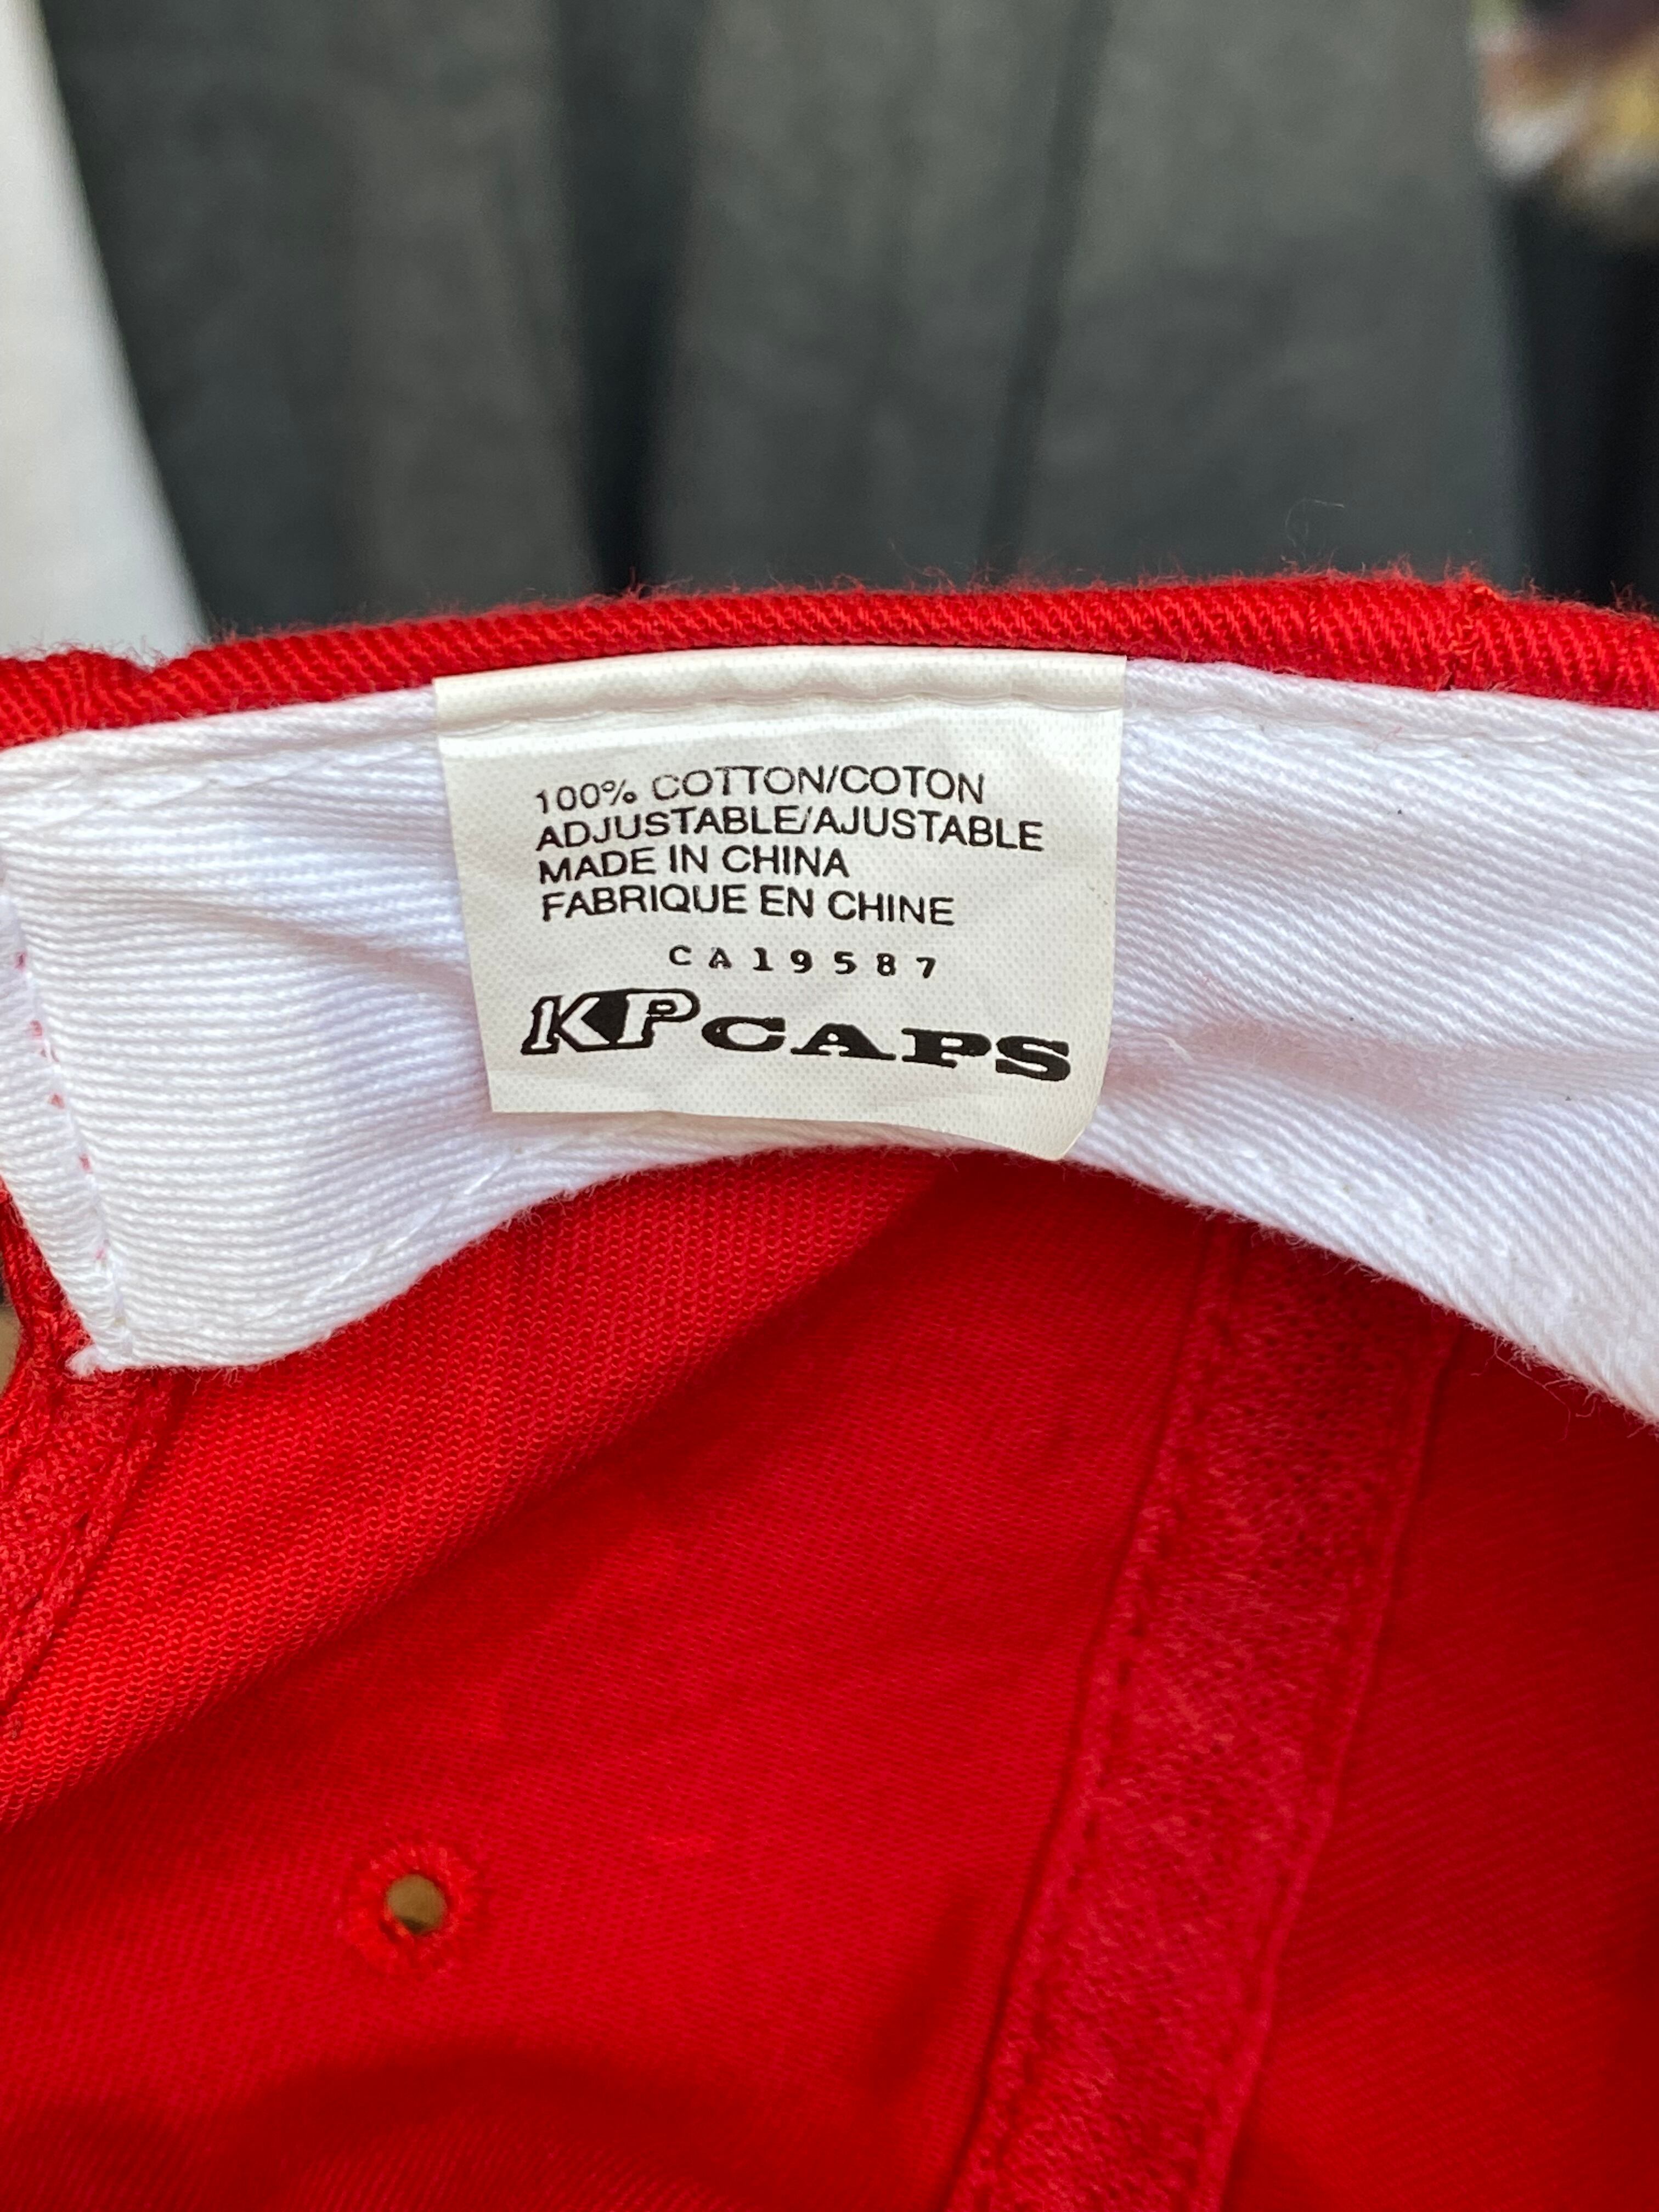 100% COTTON/COTON
ADJUSTABLE/AJUSTABLE
MADE IN CHINA
FABRIQUE EN CHINE
CA19587
KP CAPS